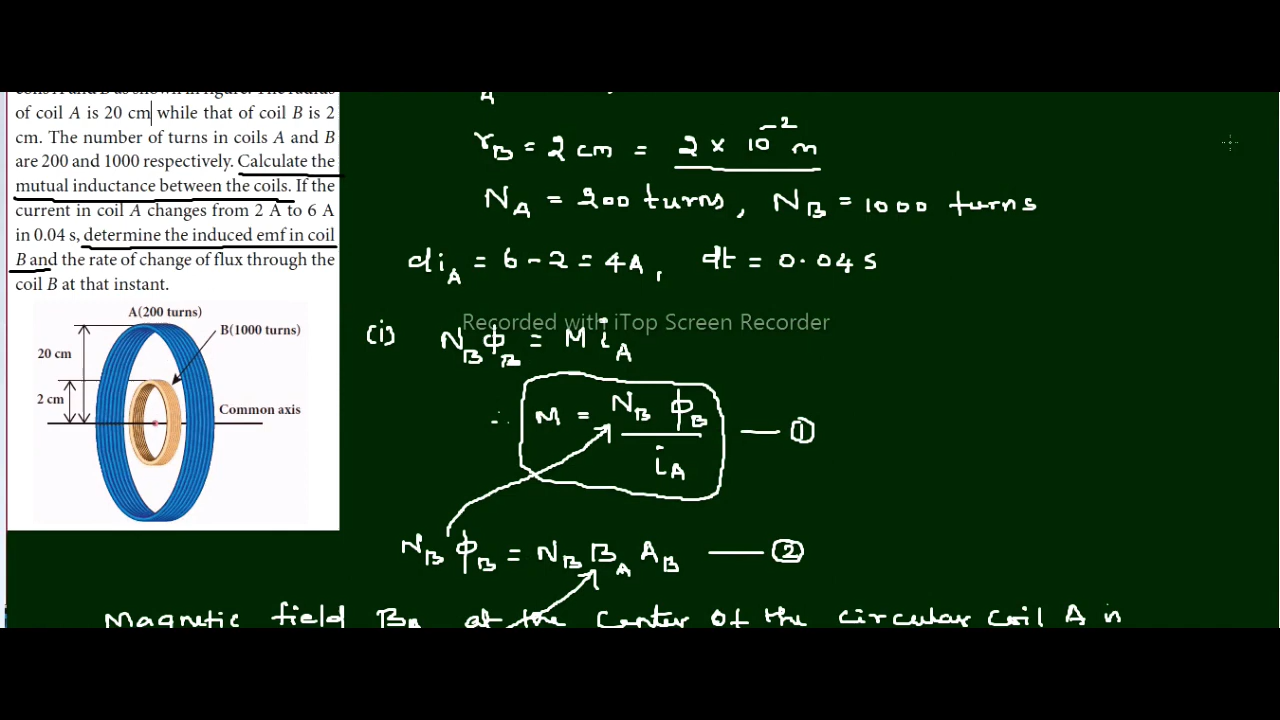 of coil A is 20 cm while that of coil B is 2
cm. The number of turns in coils A and B
are 200 and 1000 respectively. Calculate the
mutual inductance between the coils. If the
current in coil A changes from 2 A to 6 A
in 0.04 s, determine the induced emf in coil
B and the rate of change of flux through the
coil B at that instant.
A(200 turns)
B(1000 turns)
20 cm
2 cm
Common axis
A
r_B = 2 cm = 2 × 10^-2 m
N_A = 200 turns, N_B = 1000 turns
di_A = 6 - 2 = 4A, dt = 0.04 s
Recorded with iTop Screen Recorder
(i) N_B ϕ_B = M i_A
∴ M = N_B ϕ_B / i_A — ①
N_B ϕ_B = N_B B_A A_B — ②
Magnetic field B_A at the center of the circular coil A is